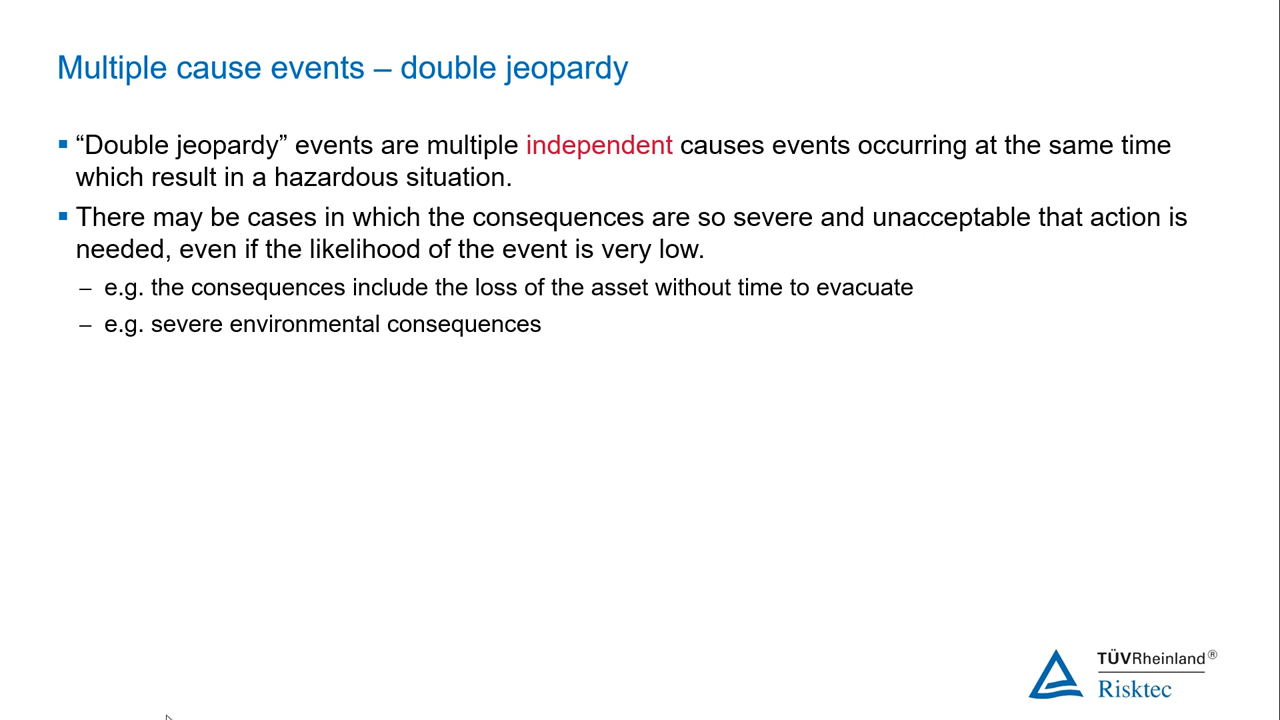 Multiple cause events – double jeopardy
“Double jeopardy” events are multiple independent causes events occurring at the same time
which result in a hazardous situation.
There may be cases in which the consequences are so severe and unacceptable that action is
needed, even if the likelihood of the event is very low.
– e.g. the consequences include the loss of the asset without time to evacuate
– e.g. severe environmental consequences
TÜVRheinland®
Risktec